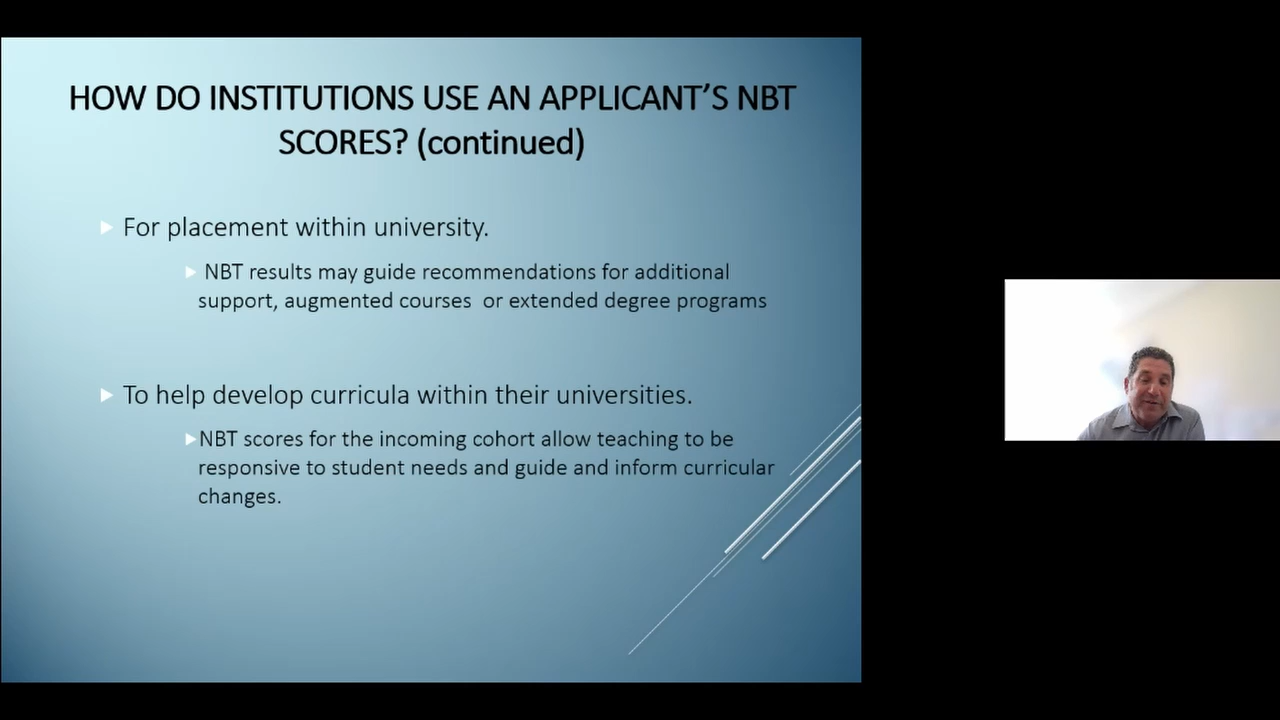 HOW DO INSTITUTIONS USE AN APPLICANT’S NBT
SCORES? (continued)
For placement within university.
NBT results may guide recommendations for additional
support, augmented courses or extended degree programs
To help develop curricula within their universities.
NBT scores for the incoming cohort allow teaching to be
responsive to student needs and guide and inform curricular
changes.